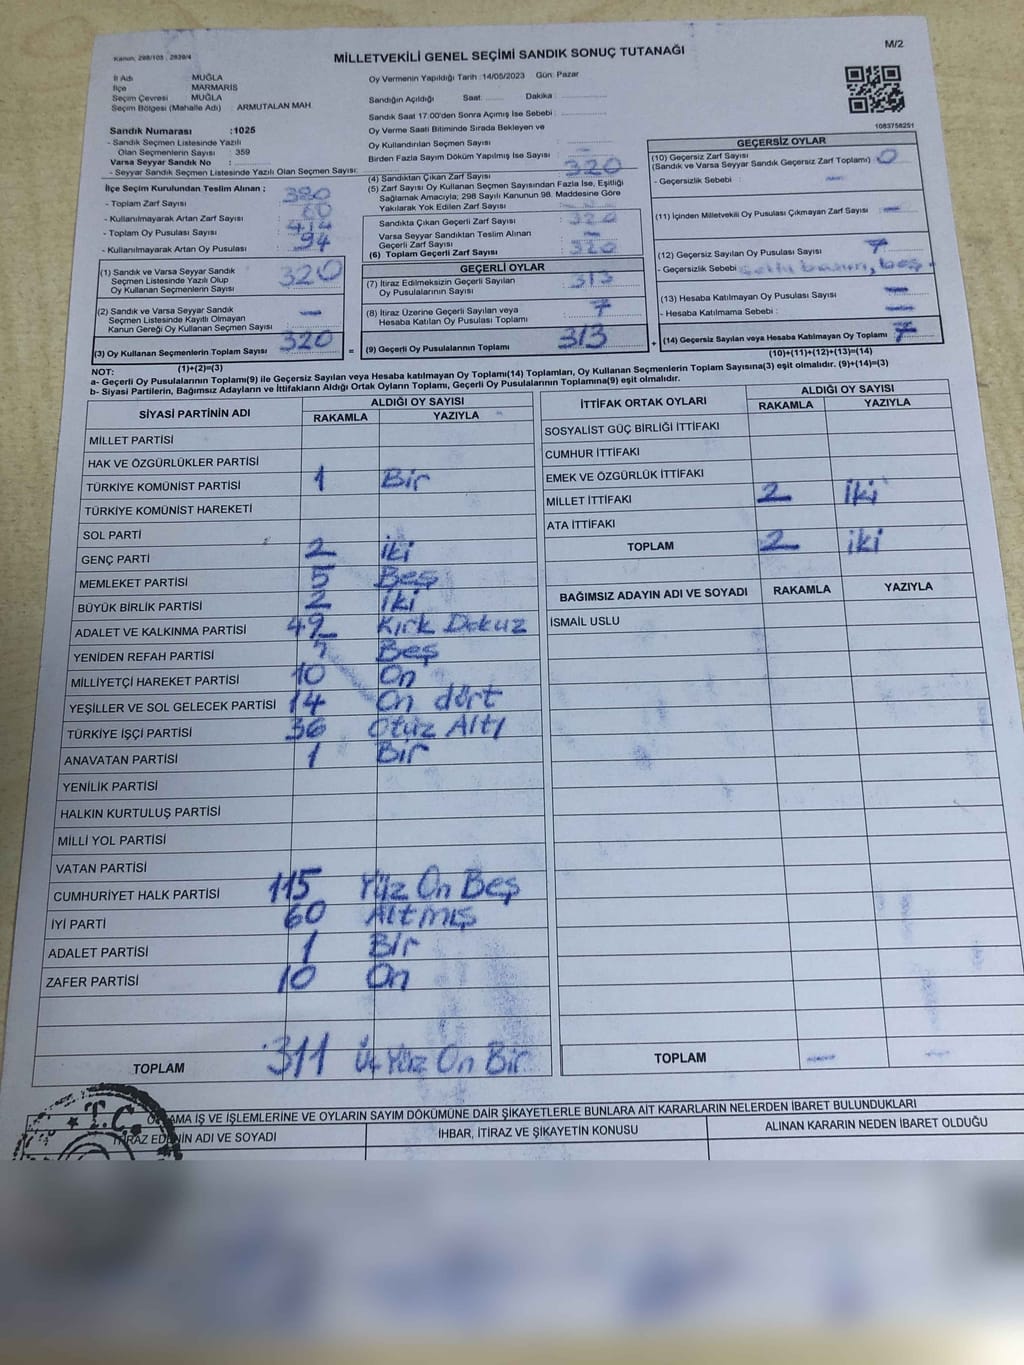 Kanun, 298/105 , 2839/4
MİLLETVEKİLİ GENEL SEÇİMİ SANDIK SONUÇ TUTANAĞI
M/2
İl Adı MUĞLA
İlçe MARMARİS
Seçim Çevresi MUĞLA
Seçim Bölgesi (Mahalle Adı) : ARMUTALAN MAH
Sandık Numarası :1025
- Sandık Seçmen Listesinde Yazılı
Olan Seçmenlerin Sayısı : 359
Varsa Seyyar Sandık No :
- Seyyar Sandık Seçmen Listesinde Yazılı Olan Seçmen Sayısı:
İlçe Seçim Kurulundan Teslim Alınan ;
- Toplam Zarf Sayısı
- Kullanılmayarak Artan Zarf Sayısı :
- Toplam Oy Pusulası Sayısı : 414
- Kullanılmayarak Artan Oy Pusulası 94
(1) Sandık ve Varsa Seyyar Sandık
Seçmen Listesinde Yazılı Olup
Oy Kullanan Seçmenlerin Sayısı 320
(2) Sandık ve Varsa Seyyar Sandık
Seçmen Listesinde Kayıtlı Olmayan
Kanun Gereği Oy Kullanan Seçmen Sayısı —
(3) Oy Kullanan Seçmenlerin Toplam Sayısı 320
(1)+(2)=(3)
Oy Vermenin Yapıldığı Tarih :14/05/2023 Gün: Pazar
Sandığın Açıldığı Saat: Dakika :
Sandık Saat 17.00'den Sonra Açımış İse Sebebi :
Oy Verme Saati Bitiminde Sırada Bekleyen ve
Oy Kullandırılan Seçmen Sayısı :
Birden Fazla Sayım Döküm Yapılmış İse Sayısı : —
(4) Sandıktan Çıkan Zarf Sayısı 320
(5) Zarf Sayısı Oy Kullanan Seçmen Sayısından Fazla İse, Eşitliği
Sağlamak Amacıyla; 298 Sayılı Kanunun 98. Maddesine Göre
Yakılarak Yok Edilen Zarf Sayısı :
Sandıkta Çıkan Geçerli Zarf Sayısı : 320
Varsa Seyyar Sandıktan Teslim Alınan
Geçerli Zarf Sayısı : —
(6) Toplam Geçerli Zarf Sayısı : 320
GEÇERLİ OYLAR
(7) İtiraz Edilmeksizin Geçerli Sayılan
Oy Pusulalarının Sayısı : 313
(8) İtiraz Üzerine Geçerli Sayılan veya
Hesaba Katılan Oy Pusulası Toplamı 7
= (9) Geçerli Oy Pusulalarının Toplamı 313
1083758251
GEÇERSİZ OYLAR
(10) Geçersiz Zarf Sayısı
(Sandık ve Varsa Seyyar Sandık Geçersiz Zarf Toplamı) 0
- Geçersizlik Sebebi : —
(11) İçinden Milletvekili Oy Pusulası Çıkmayan Zarf Sayısı —
(12) Geçersiz Sayılan Oy Pusulası Sayısı 7
- Geçersizlik Sebebi
(13) Hesaba Katılmayan Oy Pusulası Sayısı —
- Hesaba Katılmama Sebebi : —
+ (14) Geçersiz Sayılan veya Hesaba Katılmayan Oy Toplamı 7
(10)+(11)+(12)+(13)=(14)
NOT:
a- Geçerli Oy Pusulalarının Toplamı(9) ile Geçersiz Sayılan veya Hesaba katılmayan Oy Toplamı(14) Toplamları, Oy Kullanan Seçmenlerin Toplam Sayısına(3) eşit olmalıdır. (9)+(14)=(3)
b- Siyasi Partilerin, Bağımsız Adayların ve İttifakların Aldığı Ortak Oyların Toplamı, Geçerli Oy Pusulalarının Toplamına(9) eşit olmalıdır.
SİYASİ PARTİNİN ADI
ALDIĞI OY SAYISI
RAKAMLA YAZIYLA
MİLLET PARTİSİ
HAK VE ÖZGÜRLÜKLER PARTİSİ
TÜRKİYE KOMÜNİST PARTİSİ 1 Bir
TÜRKİYE KOMÜNİST HAREKETİ
SOL PARTİ
GENÇ PARTİ 2 iki
MEMLEKET PARTİSİ 5 Beş
BÜYÜK BİRLİK PARTİSİ 2 iki
ADALET VE KALKINMA PARTİSİ 49 Kırk Dokuz
YENİDEN REFAH PARTİSİ Beş
MİLLİYETÇİ HAREKET PARTİSİ 10 On
YEŞİLLER VE SOL GELECEK PARTİSİ 14 On dört
TÜRKİYE İŞÇİ PARTİSİ 36 Otuz Altı
ANAVATAN PARTİSİ 1 Bir
YENİLİK PARTİSİ
HALKIN KURTULUŞ PARTİSİ
MİLLİ YOL PARTİSİ
VATAN PARTİSİ
CUMHURİYET HALK PARTİSİ 115 Yüz On Beş
İYİ PARTİ 60 Altmış
ADALET PARTİSİ 1 Bir
ZAFER PARTİSİ 10 On
TOPLAM 311 Üç Yüz On Bir
İTTİFAK ORTAK OYLARI
ALDIĞI OY SAYISI
RAKAMLA YAZIYLA
SOSYALİST GÜÇ BİRLİĞİ İTTİFAKI
CUMHUR İTTİFAKI
EMEK VE ÖZGÜRLÜK İTTİFAKI
MİLLET İTTİFAKI 2 iki
ATA İTTİFAKI
TOPLAM 2 iki
BAĞIMSIZ ADAYIN ADI VE SOYADI RAKAMLA YAZIYLA
İSMAİL USLU
TOPLAM — —
İŞ VE İŞLEMLERİNE VE OYLARIN SAYIM DÖKÜMÜNE DAİR ŞİKAYETLERLE BUNLARA AİT KARARLARIN NELERDEN İBARET BULUNDUKLARI
T.C.
ADI VE SOYADI
İHBAR, İTİRAZ VE ŞİKAYETİN KONUSU
ALINAN KARARIN NEDEN İBARET OLDUĞU